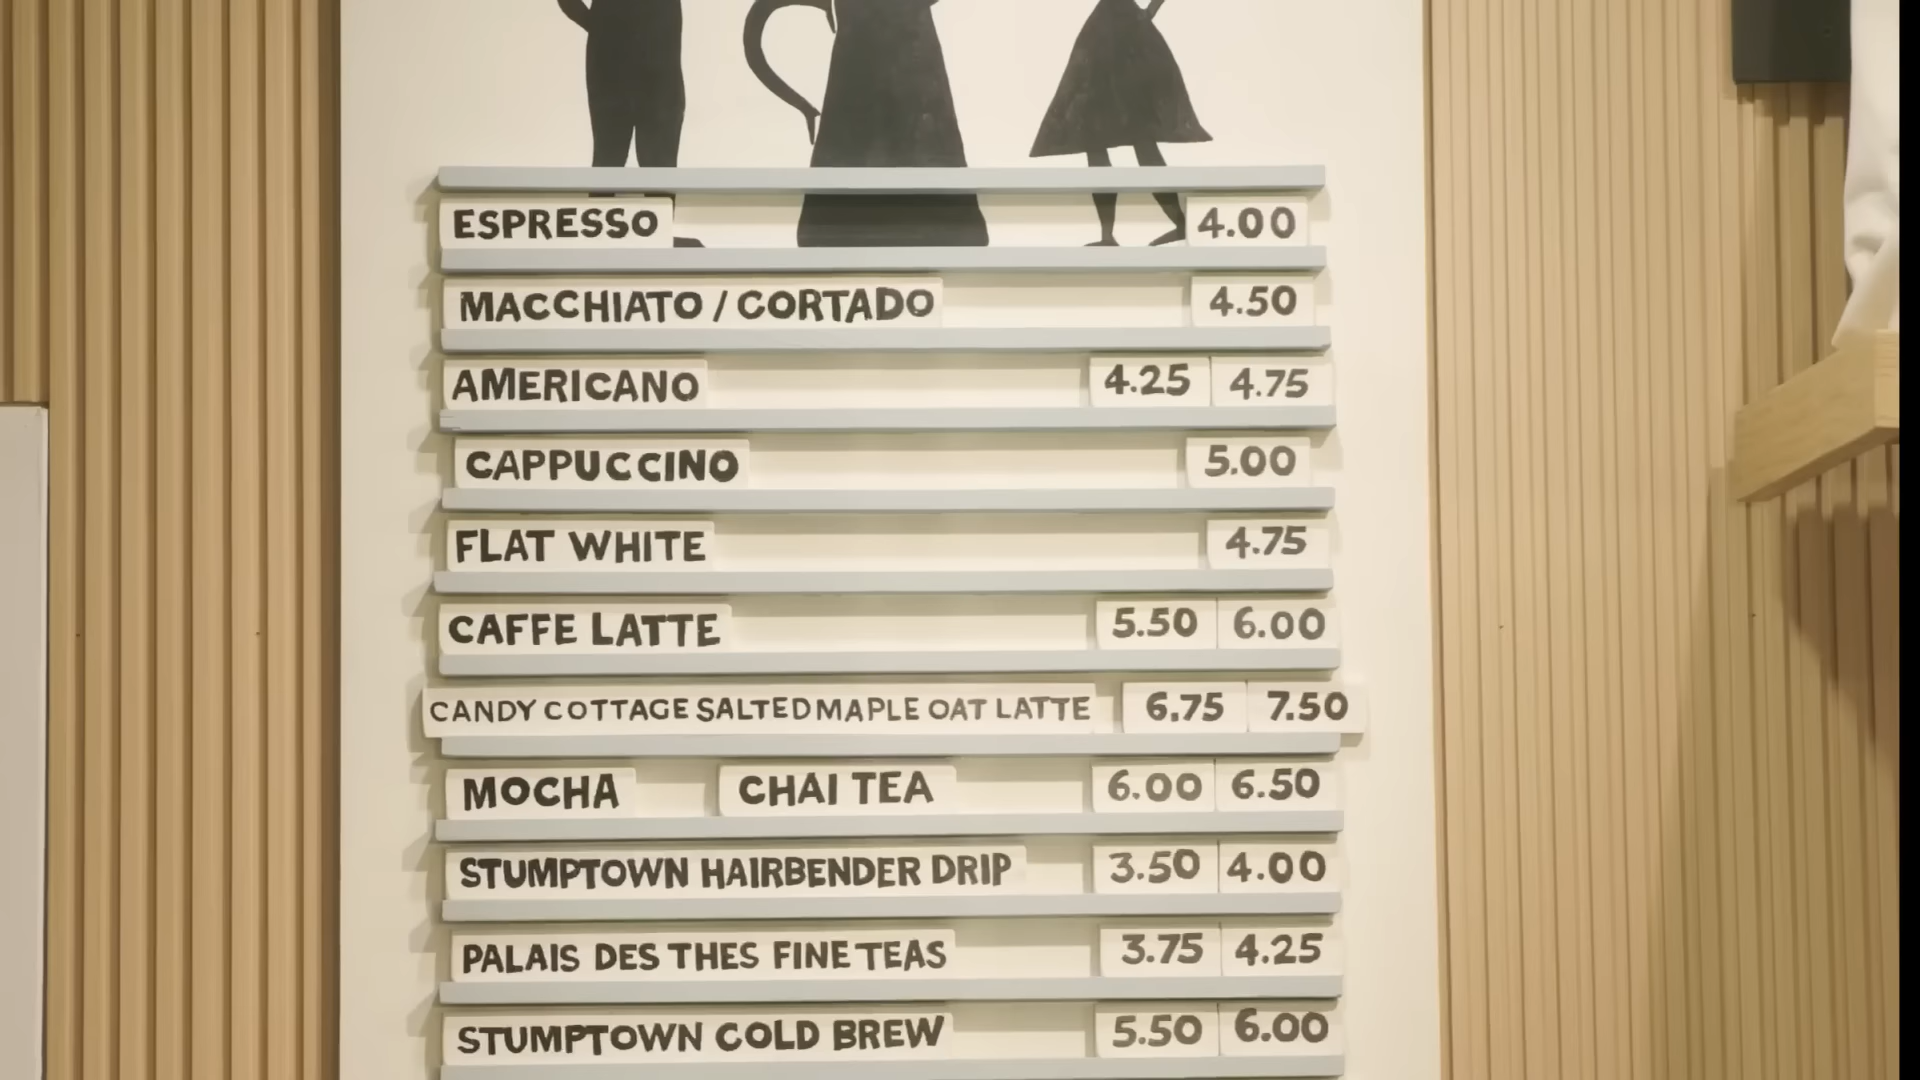 ESPRESSO 4.00
MACCHIATO / CORTADO 4.50
AMERICANO 4.25 4.75
CAPPUCCINO 5.00
FLAT WHITE 4.75
CAFFE LATTE 5.50 6.00
CANDY COTTAGE SALTED MAPLE OAT LATTE 6.75 7.50
MOCHA CHAI TEA 6.00 6.50
STUMPTOWN HAIRBENDER DRIP 3.50 4.00
PALAIS DES THES FINE TEAS 3.75 4.25
STUMPTOWN COLD BREW 5.50 6.00